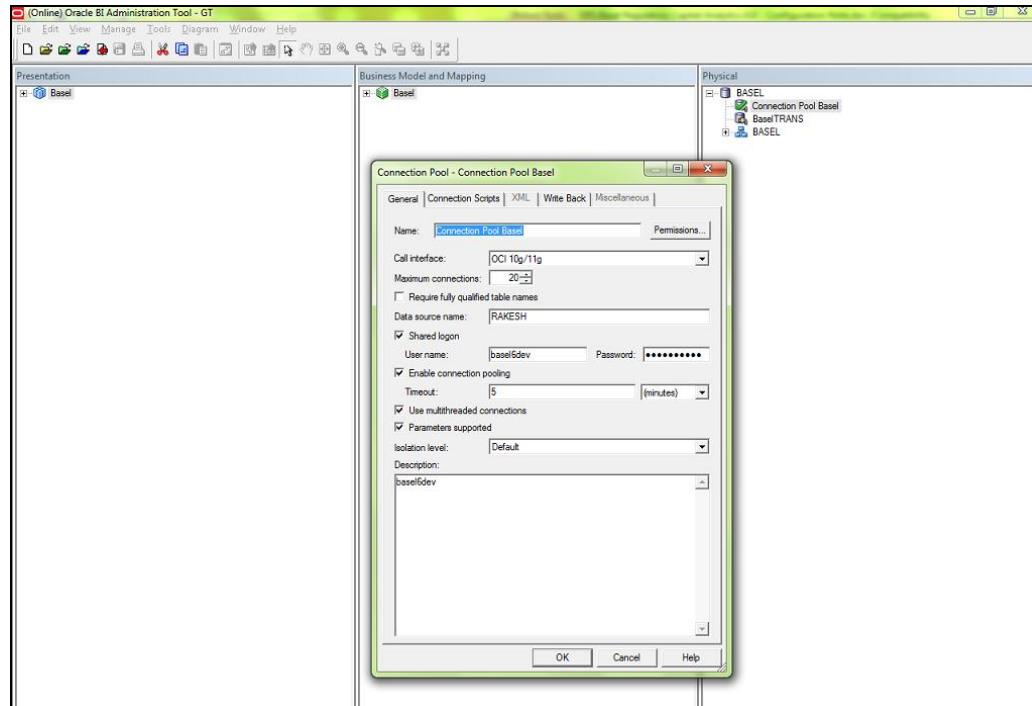 (Online) Oracle BI Administration Tool - GT
File Edit View Manage Tools Diagram Window Help
Presentation
Basel
Business Model and Mapping
Basel
Physical
BASEL
Connection Pool Basel
BaselTRANS
BASEL
Connection Pool - Connection Pool Basel
General Connection Scripts XML Write Back Miscellaneous
Name: Connection Pool Basel Permissions...
Call interface: OCI 10g/11g
Maximum connections: 20
Require fully qualified table names
Data source name: RAKESH
Shared logon
User name: basel6dev Password: ●●●●●●●●●●
Enable connection pooling
Timeout: 5 (minutes)
Use multithreaded connections
Parameters supported
Isolation level: Default
Description:
basel6dev
OK Cancel Help